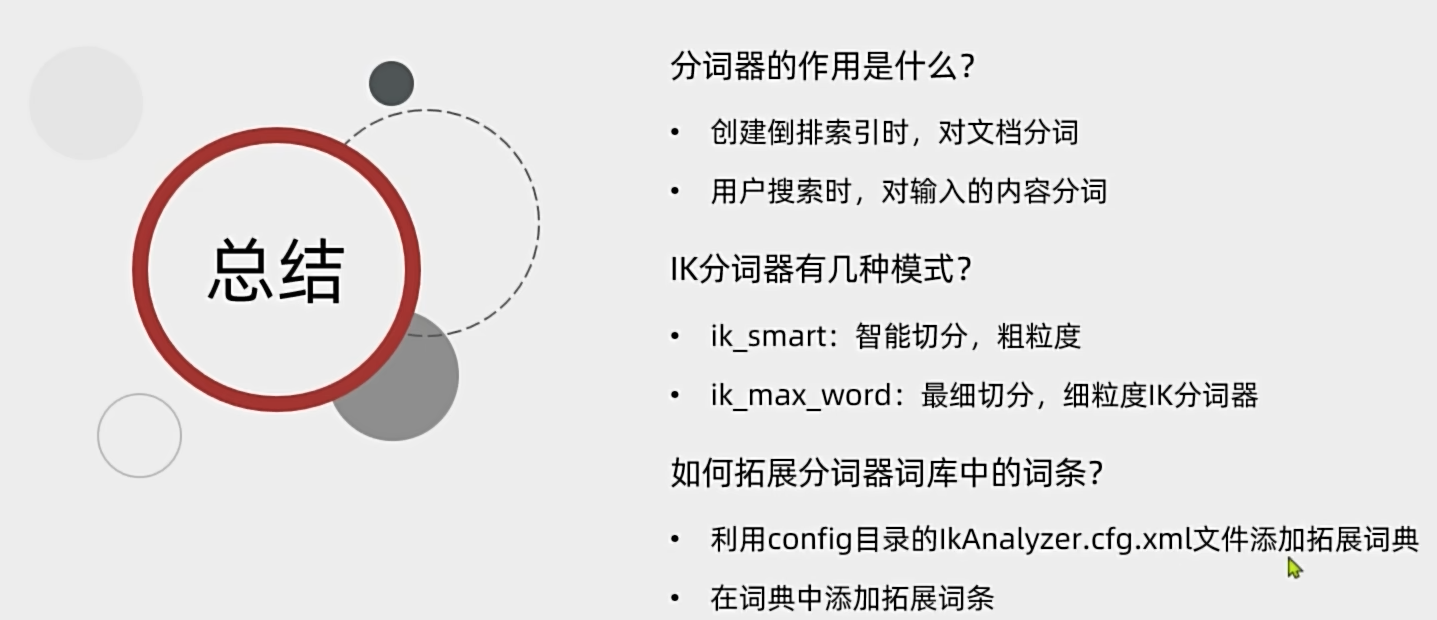 总结
分词器的作用是什么？
• 创建倒排索引时，对文档分词
• 用户搜索时，对输入的内容分词
IK分词器有几种模式？
• ik_smart：智能切分，粗粒度
• ik_max_word：最细切分，细粒度IK分词器
如何拓展分词器词库中的词条？
• 利用config目录的IkAnalyzer.cfg.xml文件添加拓展词典
• 在词典中添加拓展词条